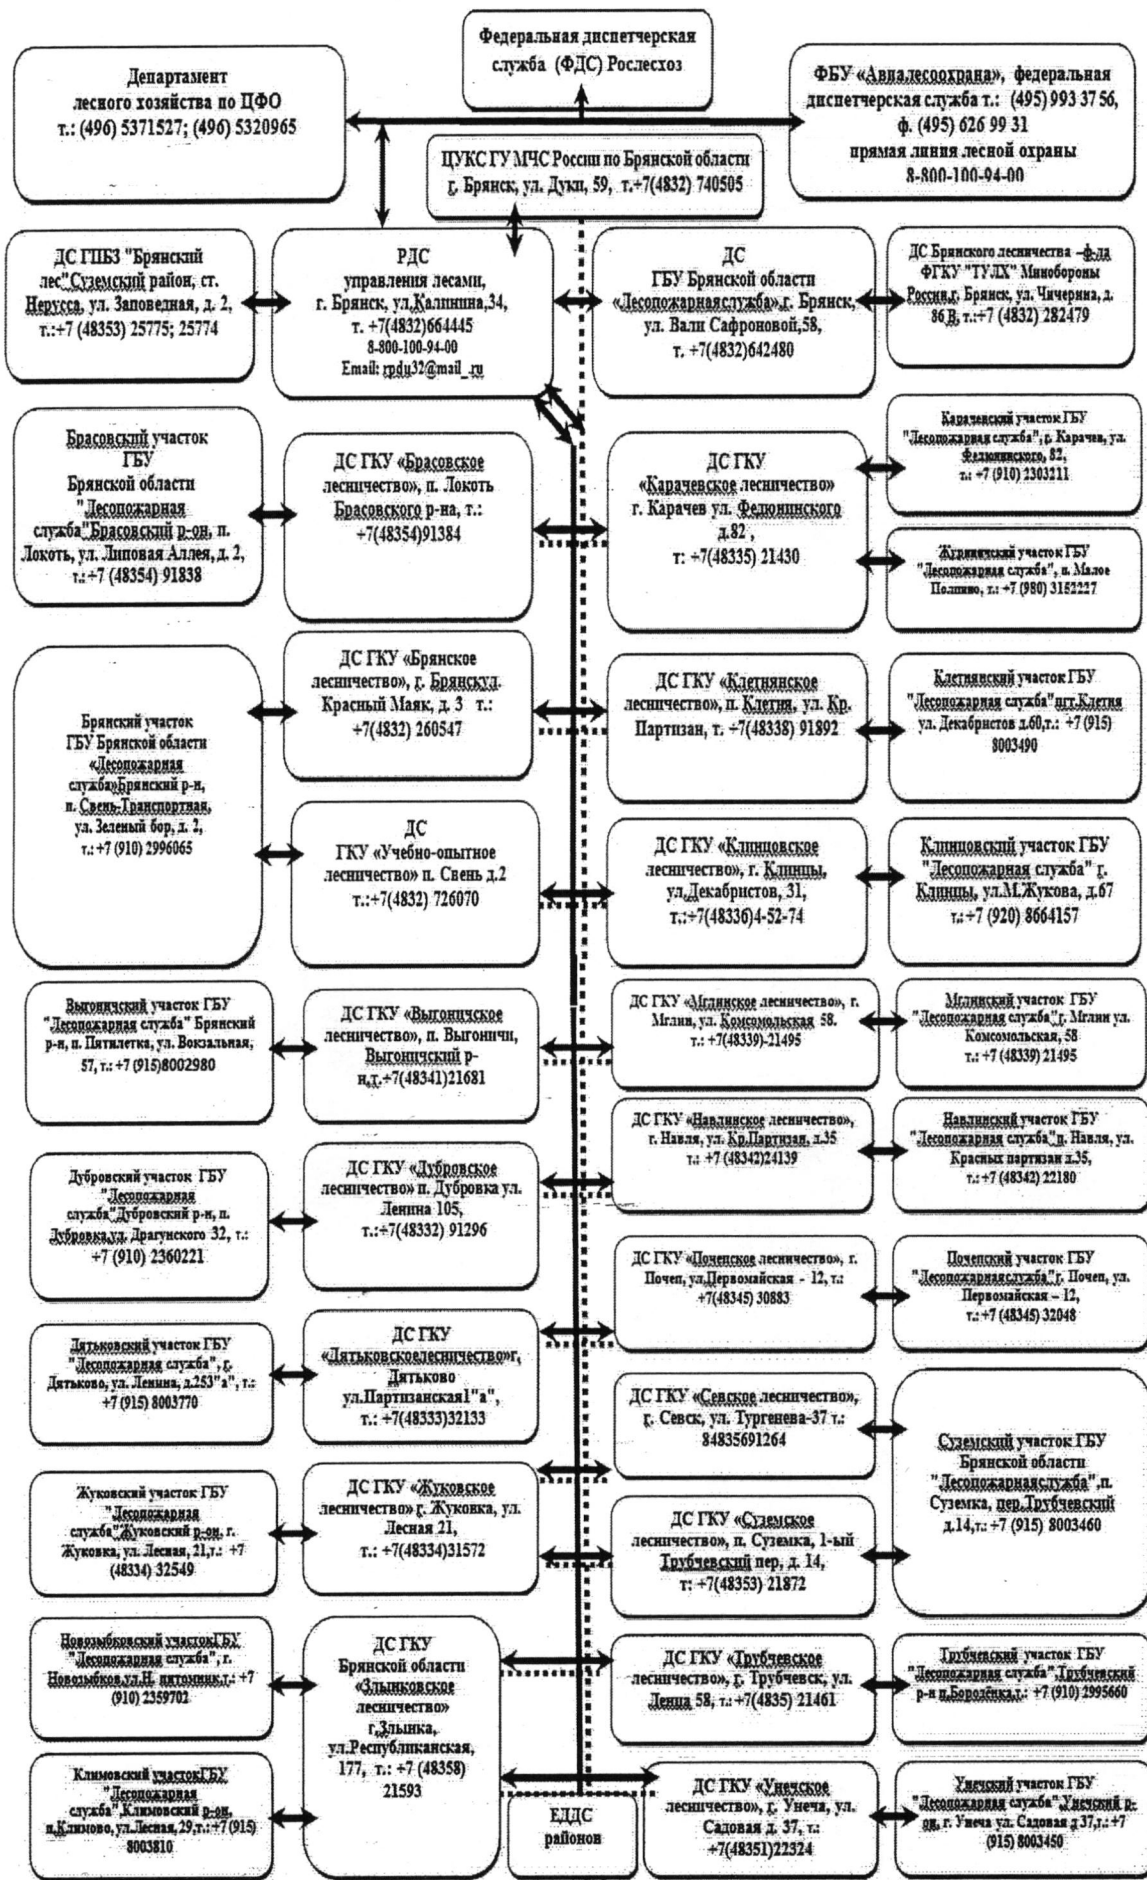 Федеральная диспетчерская
служба (ФДС) Рослесхоз
Департамент
лесного хозяйства по ЦФО
т.: (496) 5371527; (496) 5320965
ФБУ «Авиалесоохрана», федеральная
диспетчерская служба т.: (495) 993 37 56,
ф. (495) 626 99 31
прямая линия лесной охраны
8-800-100-94-00
ЦУКС ГУ МЧС России по Брянской области
г. Брянск, ул. Дуки, 59, т.+7(4832) 740505
ДС ГПБЗ "Брянский
лес"Суземский район, ст.
Нерусса, ул. Заповедная, д. 2,
т.:+7 (48353) 25775; 25774
РДС
управления лесами,
г. Брянск, ул.Калинина,34,
т. +7(4832)664445
8-800-100-94-00
Email: rpdu32@mail_.ru
ДС
ГБУ Брянской области
«Лесопожарнаяслужба»,г. Брянск,
ул. Вали Сафроновой,58,
т. +7(4832)642480
ДС Брянского лесничества –ф-ла
ФГКУ "ТУЛХ" Минобороны
России,г. Брянск, ул. Чичерина, д.
86 В, т.:+7 (4832) 282479
Брасовский участок
ГБУ
Брянской области
"Лесопожарная
служба"Брасовский р-он, п.
Локоть, ул. Липовая Аллея, д. 2,
т.:+7 (48354) 91838
ДС ГКУ «Брасовское
лесничество», п. Локоть
Брасовского р-на, т.:
+7(48354)91384
ДС ГКУ
«Карачевское лесничество»
г. Карачев ул. Федюнинского
д.82 ,
т: +7(48335) 21430
Карачевский участок ГБУ
"Лесопожарная служба", г. Карачев, ул.
Федюнинского, 82,
т.: +7 (910) 2303211
Журиничский участок ГБУ
"Лесопожарная служба", п. Малое
Полпино, т.: +7 (980) 3152227
Брянский участок
ГБУ Брянской области
«Лесопожарная
служба»Брянский р-н,
п. Свень-Транспортная,
ул. Зеленый бор, д. 2,
т.:+7 (910) 2996065
ДС ГКУ «Брянское
лесничество», г. Брянскул.
Красный Маяк, д. 3 т.:
+7(4832) 260547
ДС ГКУ «Клетнянское
лесничество», п. Клетня, ул. Кр.
Партизан, т. +7(48338) 91892
Клетнянский участок ГБУ
"Лесопожарная служба"пгт.Клетня
ул. Декабристов д.60,т.: +7 (915)
8003490
ДС
ГКУ «Учебно-опытное
лесничество» п. Свень д.2
т.:+7(4832) 726070
ДС ГКУ «Клинцовское
лесничество», г. Клинцы,
ул.Декабристов, 31,
т.:+7(48336)4-52-74
Клинцовский участок ГБУ
"Лесопожарная служба" г.
Клинцы, ул.М.Жукова, д.67
т.:+7 (920) 8664157
Выгоничский участок ГБУ
"Лесопожарная служба" Брянский
р-н, п. Пятилетка, ул. Вокзальная,
57, т.: +7 (915)8002980
ДС ГКУ «Выгоничское
лесничество», п. Выгоничи,
Выгоничский р-
н,т.+7(48341)21681
ДС ГКУ «Мглинское лесничество», г.
Мглин, ул. Комсомольская 58.
т.: +7(48339)-21495
Мглинский участок ГБУ
"Лесопожарная служба"г. Мглин ул.
Комсомольская, 58
т.: +7 (48339) 21495
ДС ГКУ «Навлинское лесничество»,
г. Навля, ул. Кр.Партизан, д.35
т.: +7 (48342)24139
Навлинский участок ГБУ
"Лесопожарная служба"п. Навля, ул.
Красных партизан д.35,
т.: +7 (48342) 22180
Дубровский участок ГБУ
"Лесопожарная
служба"Дубровский р-н, п.
Дубровка,ул. Драгунского 32, т.:
+7 (910) 2360221
ДС ГКУ «Дубровское
лесничество» п. Дубровка ул.
Ленина 105,
т.:+7(48332) 91296
ДС ГКУ «Почепское лесничество», г.
Почеп, ул.Первомайская - 12, т.:
+7(48345) 30883
Почепский участок ГБУ
"Лесопожарнаяслужба"г. Почеп, ул.
Первомайская – 12,
т.: +7 (48345) 32048
Дятьковский участок ГБУ
"Лесопожарная служба", г.
Дятьково, ул. Ленина, д.253"а", т.:
+7 (915) 8003770
ДС ГКУ
«Дятьковскоелесничество»г,
Дятьково
ул.Партизанская1"а",
т.: +7(48333)32133
ДС ГКУ «Севское лесничество»,
г. Севск, ул. Тургенева-37 т.:
84835691264
Суземский участок ГБУ
Брянской области
"Лесопожарнаяслужба",п.
Суземка, пер.Трубчевский
д.14,т.:+7 (915) 8003460
Жуковский участок ГБУ
"Лесопожарная
служба"Жуковский р-он, г.
Жуковка, ул. Лесная, 21,т.: +7
(48334) 32549
ДС ГКУ «Жуковское
лесничество» г. Жуковка, ул.
Лесная 21,
т.: +7(48334)31572
ДС ГКУ «Суземское
лесничество», п. Суземка, 1-ый
Трубчевский пер, д. 14,
т: +7(48353) 21872
Новозыбковский участокГБУ
"Лесопожарная служба", г.
Новозыбков,ул.Н. питомник,т.: +7
(910) 2359702
ДС ГКУ
Брянской области
«Злынковское
лесничество»
г.Злынка,
ул.Республиканская,
177, т.: +7 (48358)
21593
ДС ГКУ «Трубчевское
лесничество», г. Трубчевск, ул.
Ленина 58, т.:+7(4835) 21461
Трубчевский участок ГБУ
"Лесопожарная служба",Трубчевский
р-н п.Бороденка,т.: +7 (910) 2995660
Климовский участокГБУ
"Лесопожарная
служба",Климовский р-он,
п.Климово, ул.Лесная, 29,т.:+7 (915)
8003810
ЕДДС
районов
ДС ГКУ «Унечское
лесничество», г. Унеча, ул.
Садовая д. 37, т.:
+7(48351)22324
Унечский участок ГБУ
"Лесопожарная служба",Унечский р-
он, г. Унеча ул. Садовая д 37,т.: +7
(915) 8003450